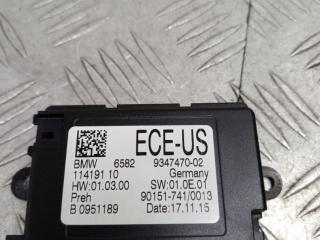 ECE-US
BMW 6582 9347470-02
114191 10 Germany
HW:01.03.00 SW:01.0E.01
Preh 90151-741/0013
B 0951189 Date:17.11.15